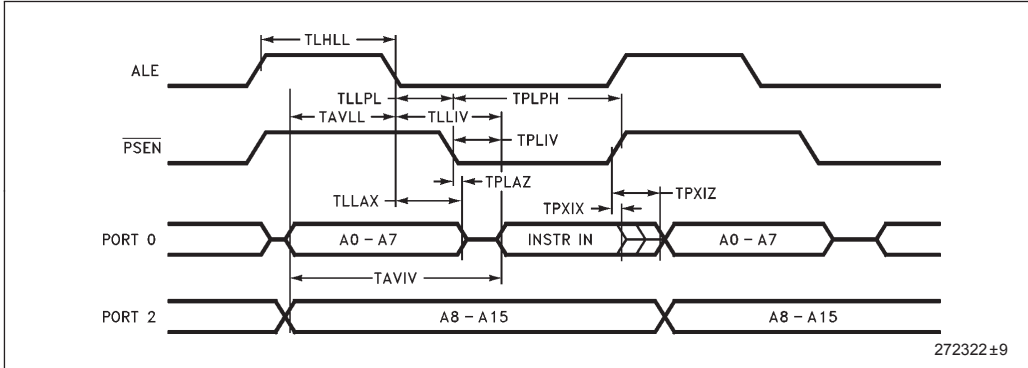 TLHLL
ALE
TLLPL TPLPH
TAVLL TLLIV
TPLIV
PSEN
TPLAZ
TLLAX TPXIZ
TPXIX
PORT 0 A0 – A7 INSTR IN A0 – A7
TAVIV
PORT 2 A8 – A15 A8 – A15
272322±9